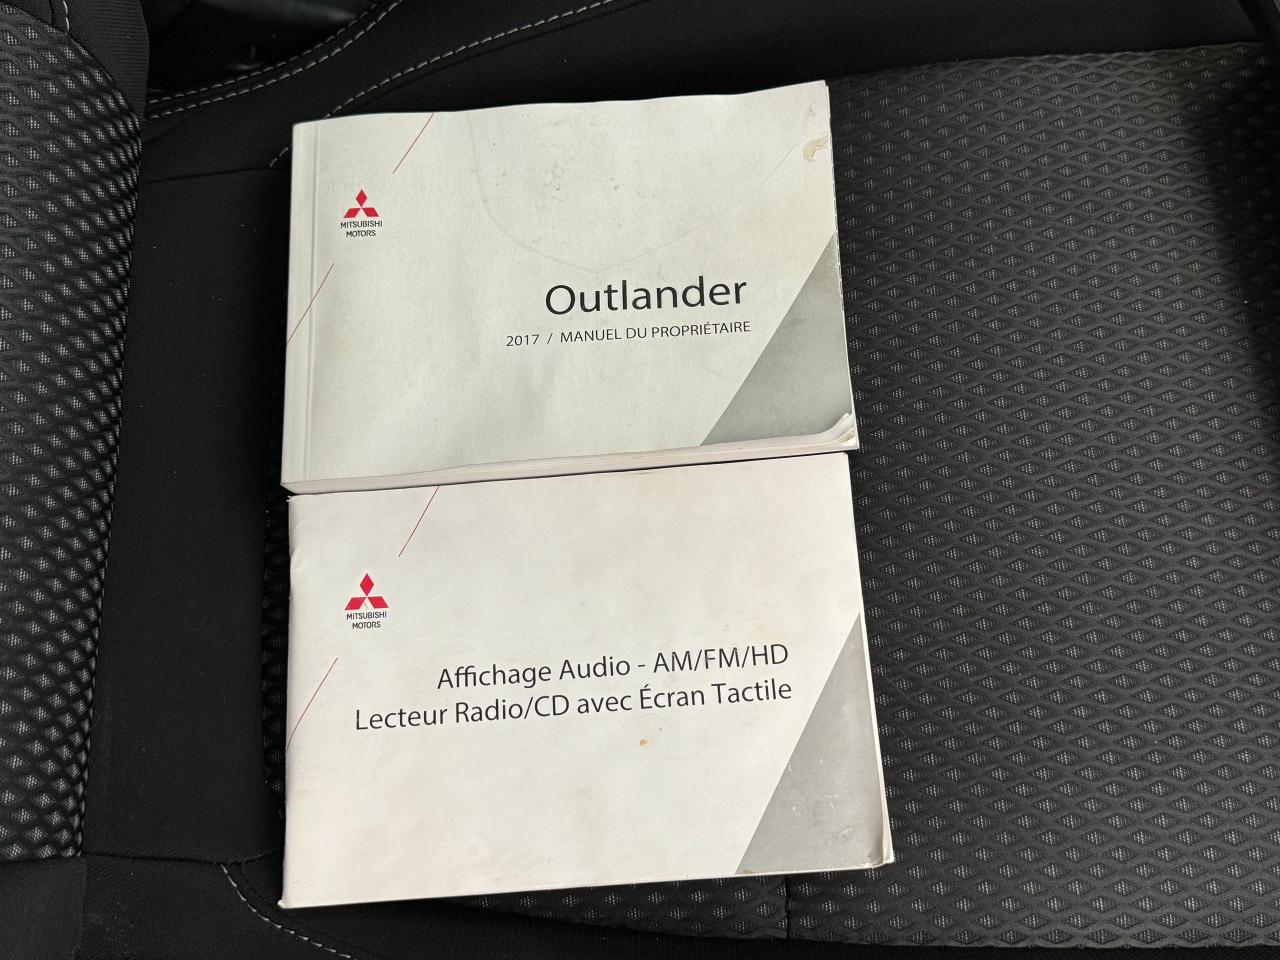 MITSUBISHI
MOTORS
Outlander
2017 / MANUEL DU PROPRIÉTAIRE
MITSUBISHI
MOTORS
Affichage Audio - AM/FM/HD
Lecteur Radio/CD avec Écran Tactile